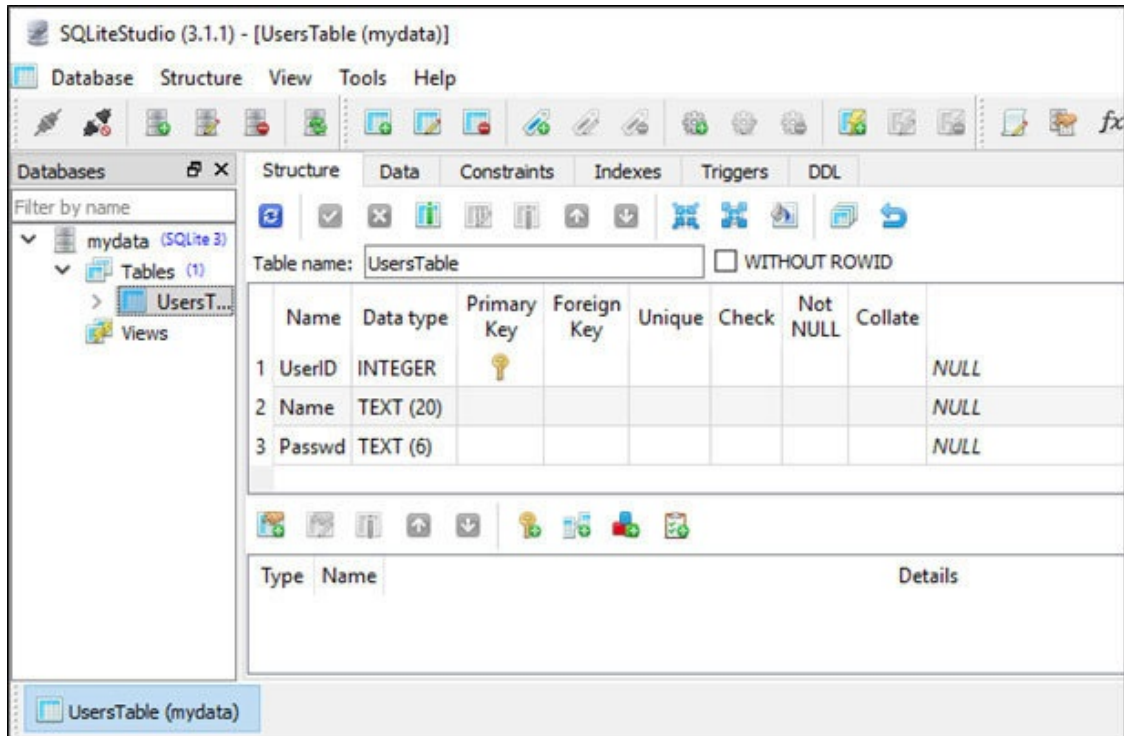 SQLiteStudio (3.1.1) - [UsersTable (mydata)]
Database Structure View Tools Help
fx
Databases
Filter by name
mydata (SQLite 3)
Tables (1)
UsersT...
Views
Structure Data Constraints Indexes Triggers DDL
Table name: UsersTable WITHOUT ROWID
Name Data type Primary Key Foreign Key Unique Check Not NULL Collate
1 UserID INTEGER NULL
2 Name TEXT (20) NULL
3 Passwd TEXT (6) NULL
Type Name Details
UsersTable (mydata)